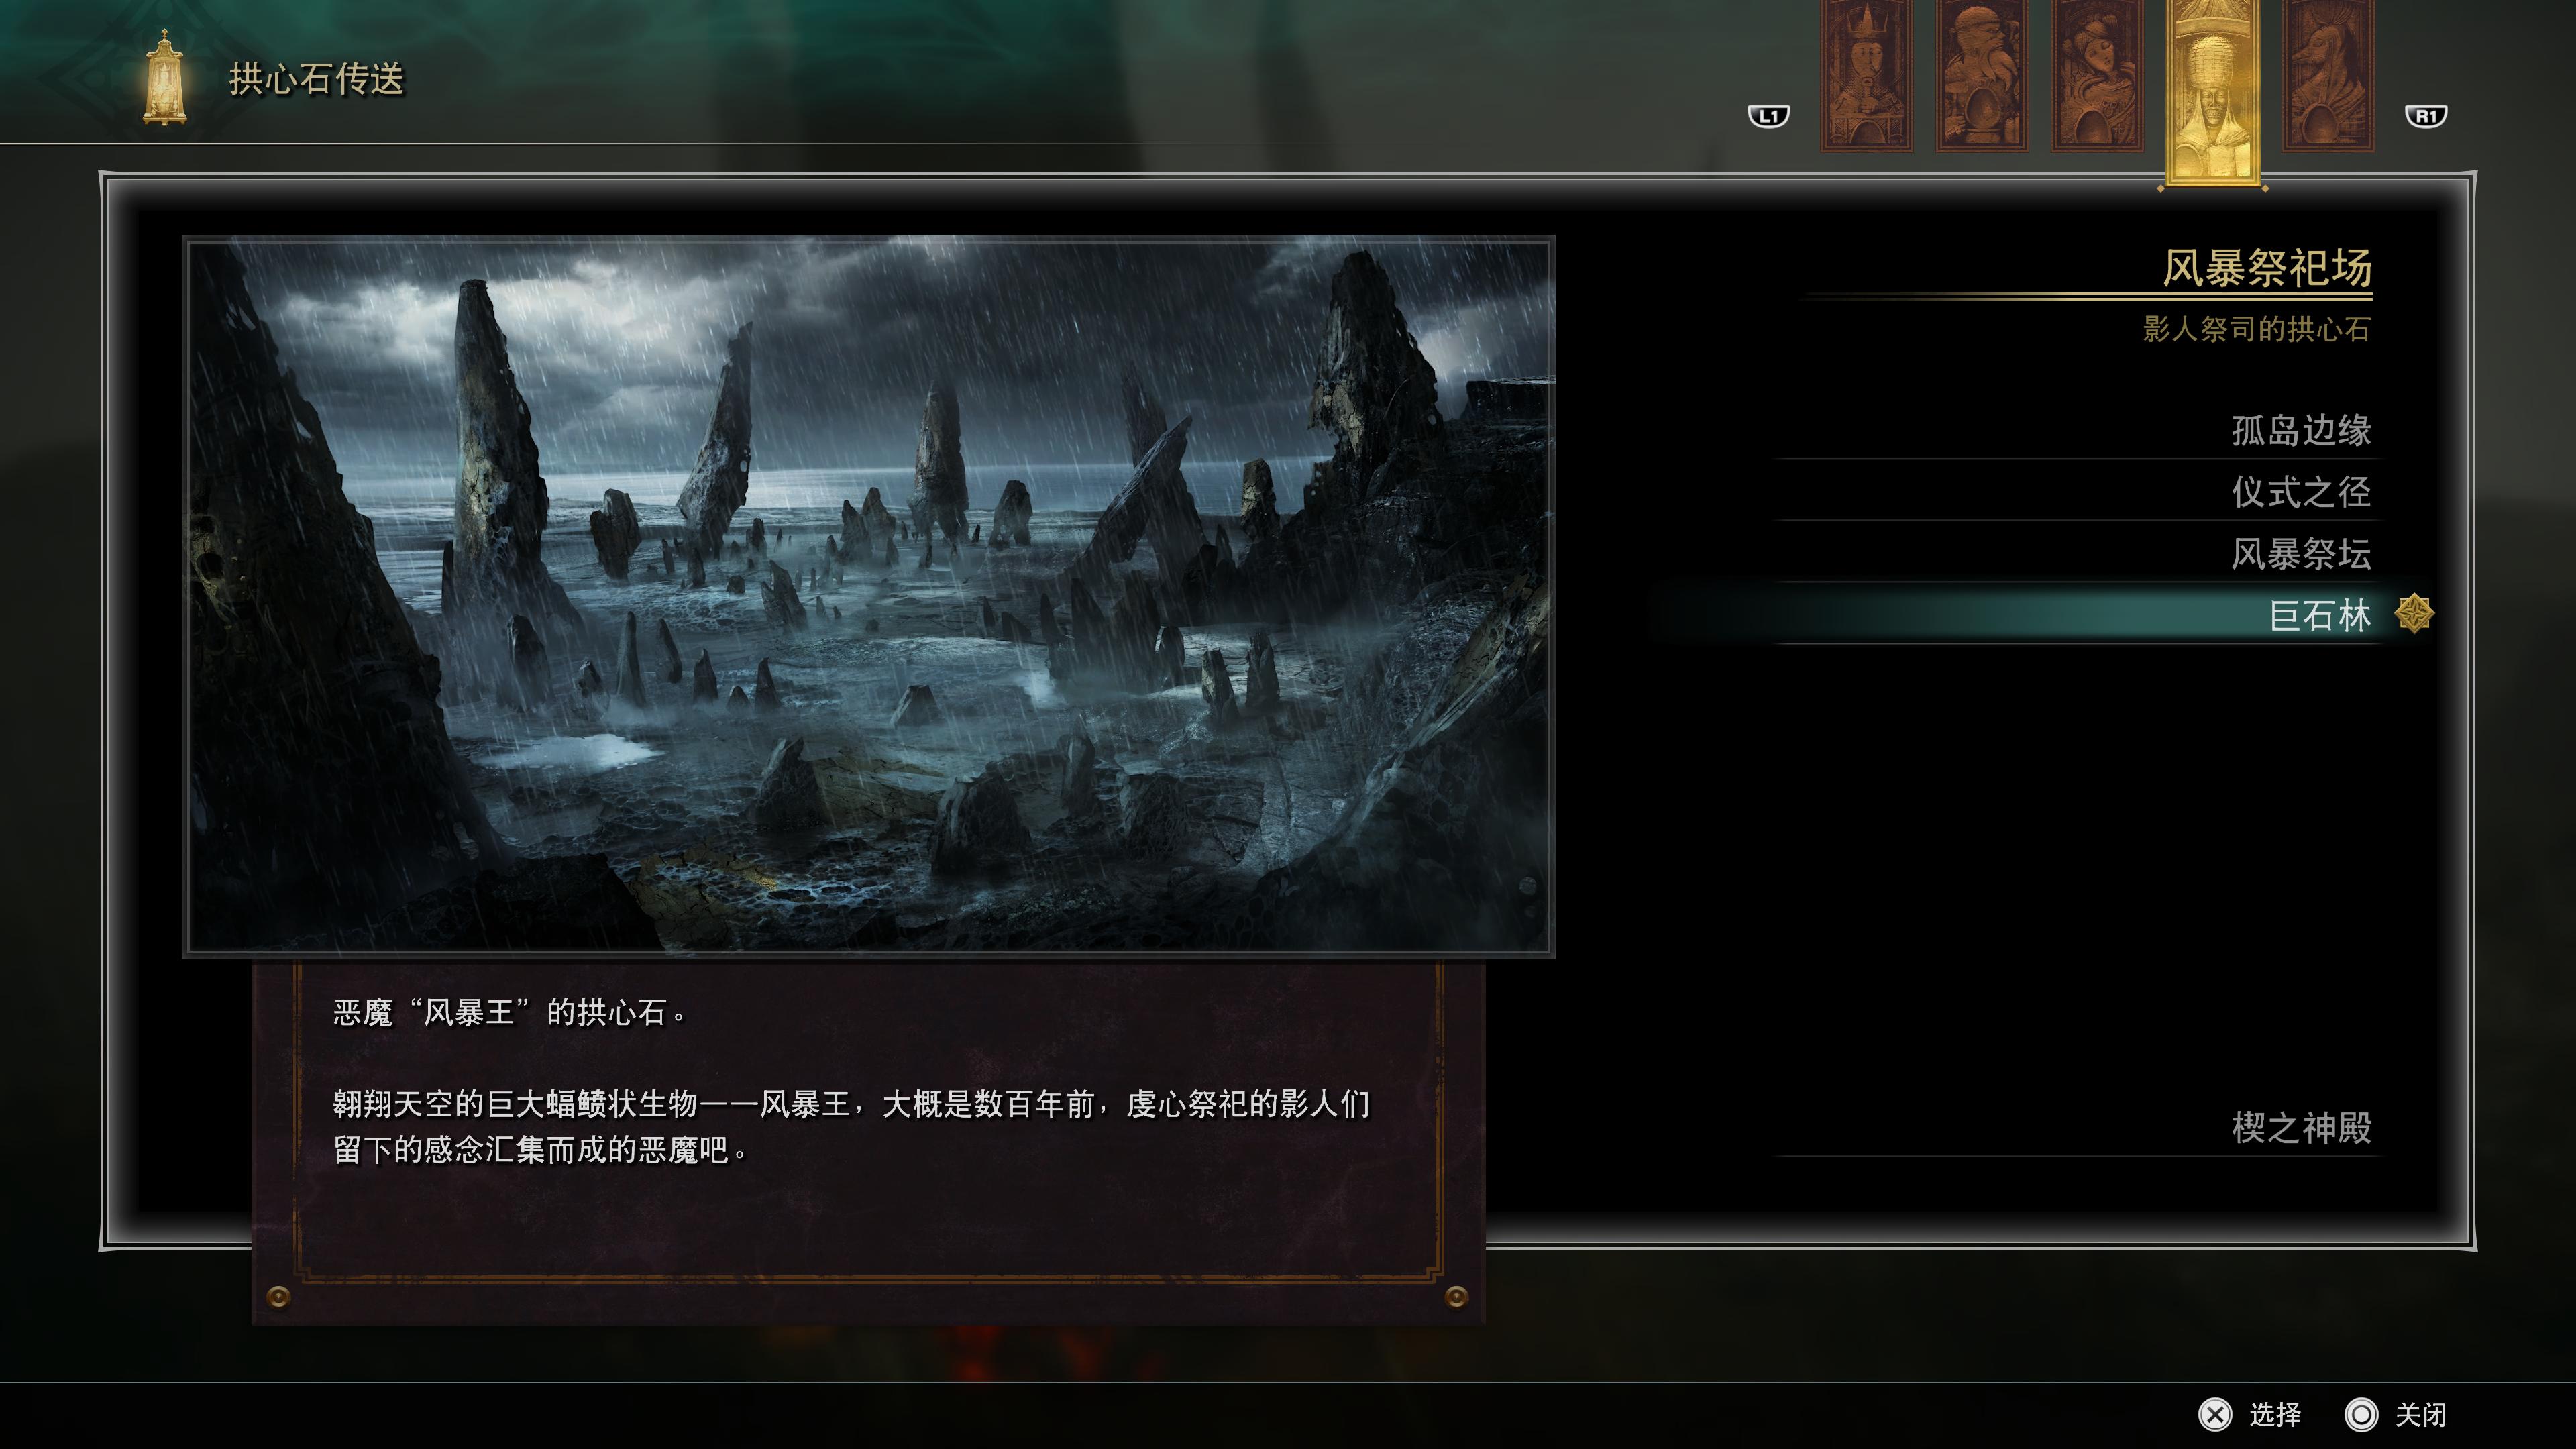 拱心石传送
L1
R1
风暴祭祀场
影人祭司的拱心石
孤岛边缘
仪式之径
风暴祭坛
巨石林
楔之神殿
恶魔“风暴王”的拱心石。
翱翔天空的巨大蝠鲼状生物——风暴王，大概是数百年前，虔心祭祀的影人们
留下的感念汇集而成的恶魔吧。
选择
关闭